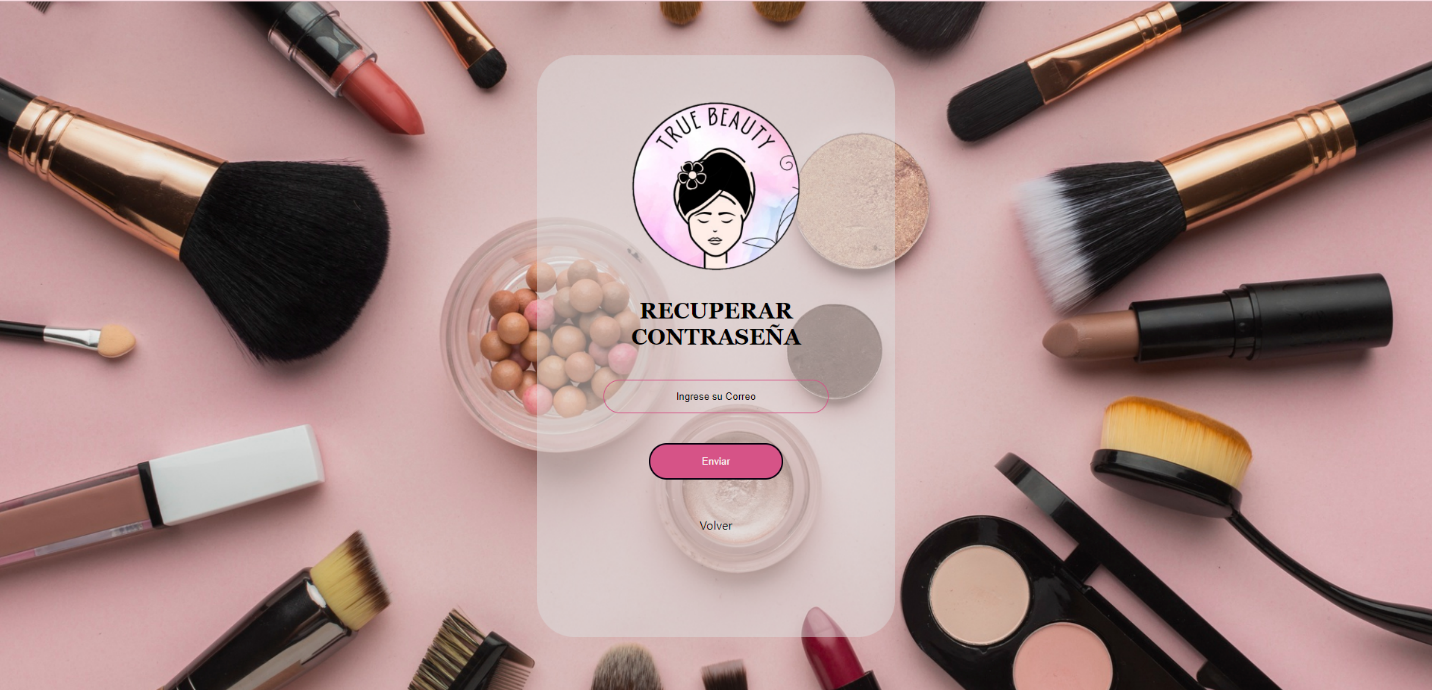 TRUE BEAUTY
RECUPERAR
CONTRASEÑA
Ingrese su Correo
Enviar
Volver